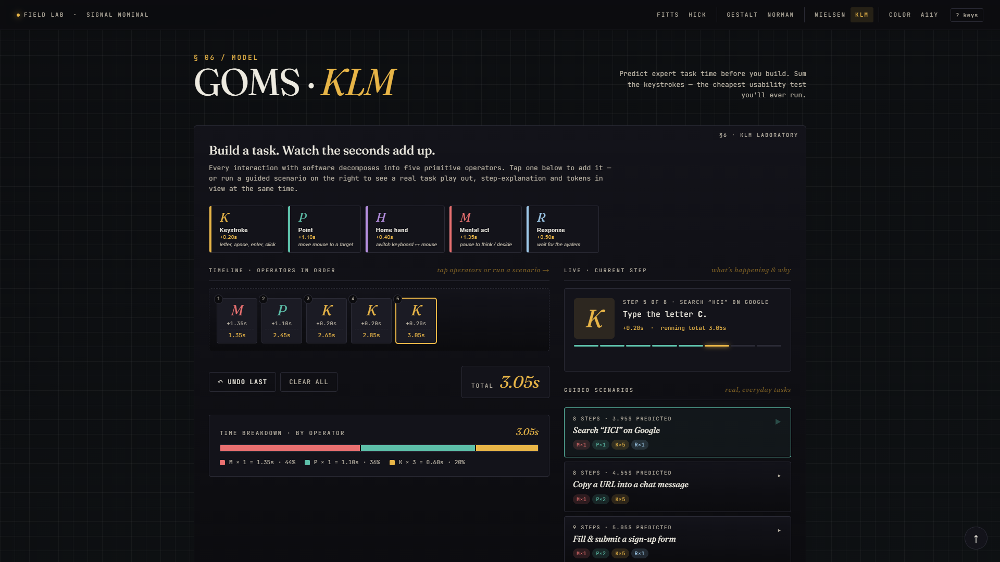 FIELD LAB · SIGNAL NOMINAL
FITTS HICK GESTALT NORMAN NIELSEN KLM COLOR A11Y ? keys
§ 06 / MODEL
GOMS · KLM
Predict expert task time before you build. Sum
the keystrokes — the cheapest usability test
you'll ever run.
§6 · KLM LABORATORY
Build a task. Watch the seconds add up.
Every interaction with software decomposes into five primitive operators. Tap one below to add it —
or run a guided scenario on the right to see a real task play out, step-explanation and tokens in
view at the same time.
K
Keystroke
+0.20s
letter, space, enter, click
P
Point
+1.10s
move mouse to a target
H
Home hand
+0.40s
switch keyboard ↔ mouse
M
Mental act
+1.35s
pause to think / decide
R
Response
+0.50s
wait for the system
TIMELINE · OPERATORS IN ORDER
tap operators or run a scenario →
1
M
+1.35s
1.35s
2
P
+1.10s
2.45s
3
K
+0.20s
2.65s
4
K
+0.20s
2.85s
5
K
+0.20s
3.05s
↶ UNDO LAST
CLEAR ALL
TOTAL 3.05s
TIME BREAKDOWN · BY OPERATOR
3.05s
M × 1 = 1.35s · 44%
P × 1 = 1.10s · 36%
K × 3 = 0.60s · 20%
LIVE · CURRENT STEP
what's happening & why
K
STEP 5 OF 8 · SEARCH “HCI” ON GOOGLE
Type the letter C.
+0.20s · running total 3.05s
GUIDED SCENARIOS
real, everyday tasks
8 STEPS · 3.95S PREDICTED
Search “HCI” on Google
M×1 P×1 K×5 R×1
8 STEPS · 4.55S PREDICTED
Copy a URL into a chat message
M×1 P×2 K×5
9 STEPS · 5.05S PREDICTED
Fill & submit a sign-up form
M×1 P×2 K×5 R×1
↑